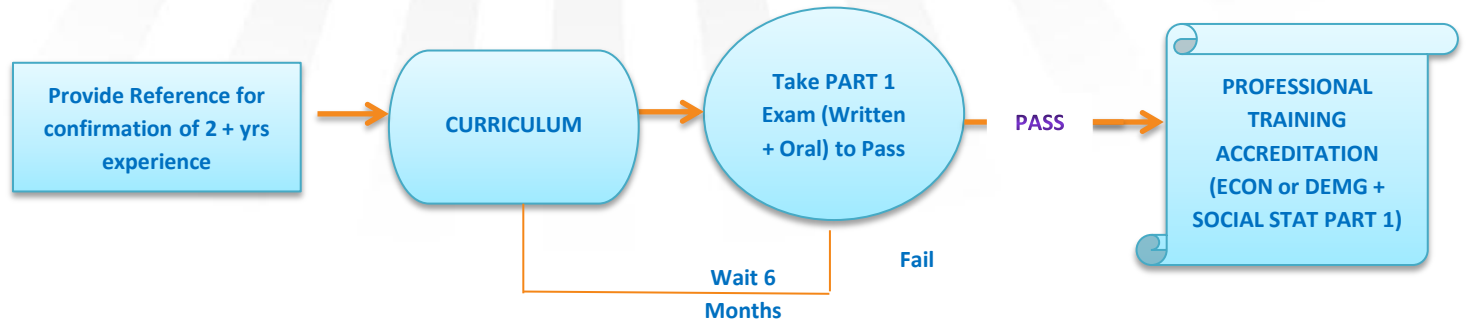 Provide Reference for
confirmation of 2 + yrs
experience
CURRICULUM
Take PART 1
Exam (Written
+ Oral) to Pass
PASS
PROFESSIONAL
TRAINING
ACCREDITATION
(ECON or DEMG +
SOCIAL STAT PART 1)
Fail
Wait 6
Months